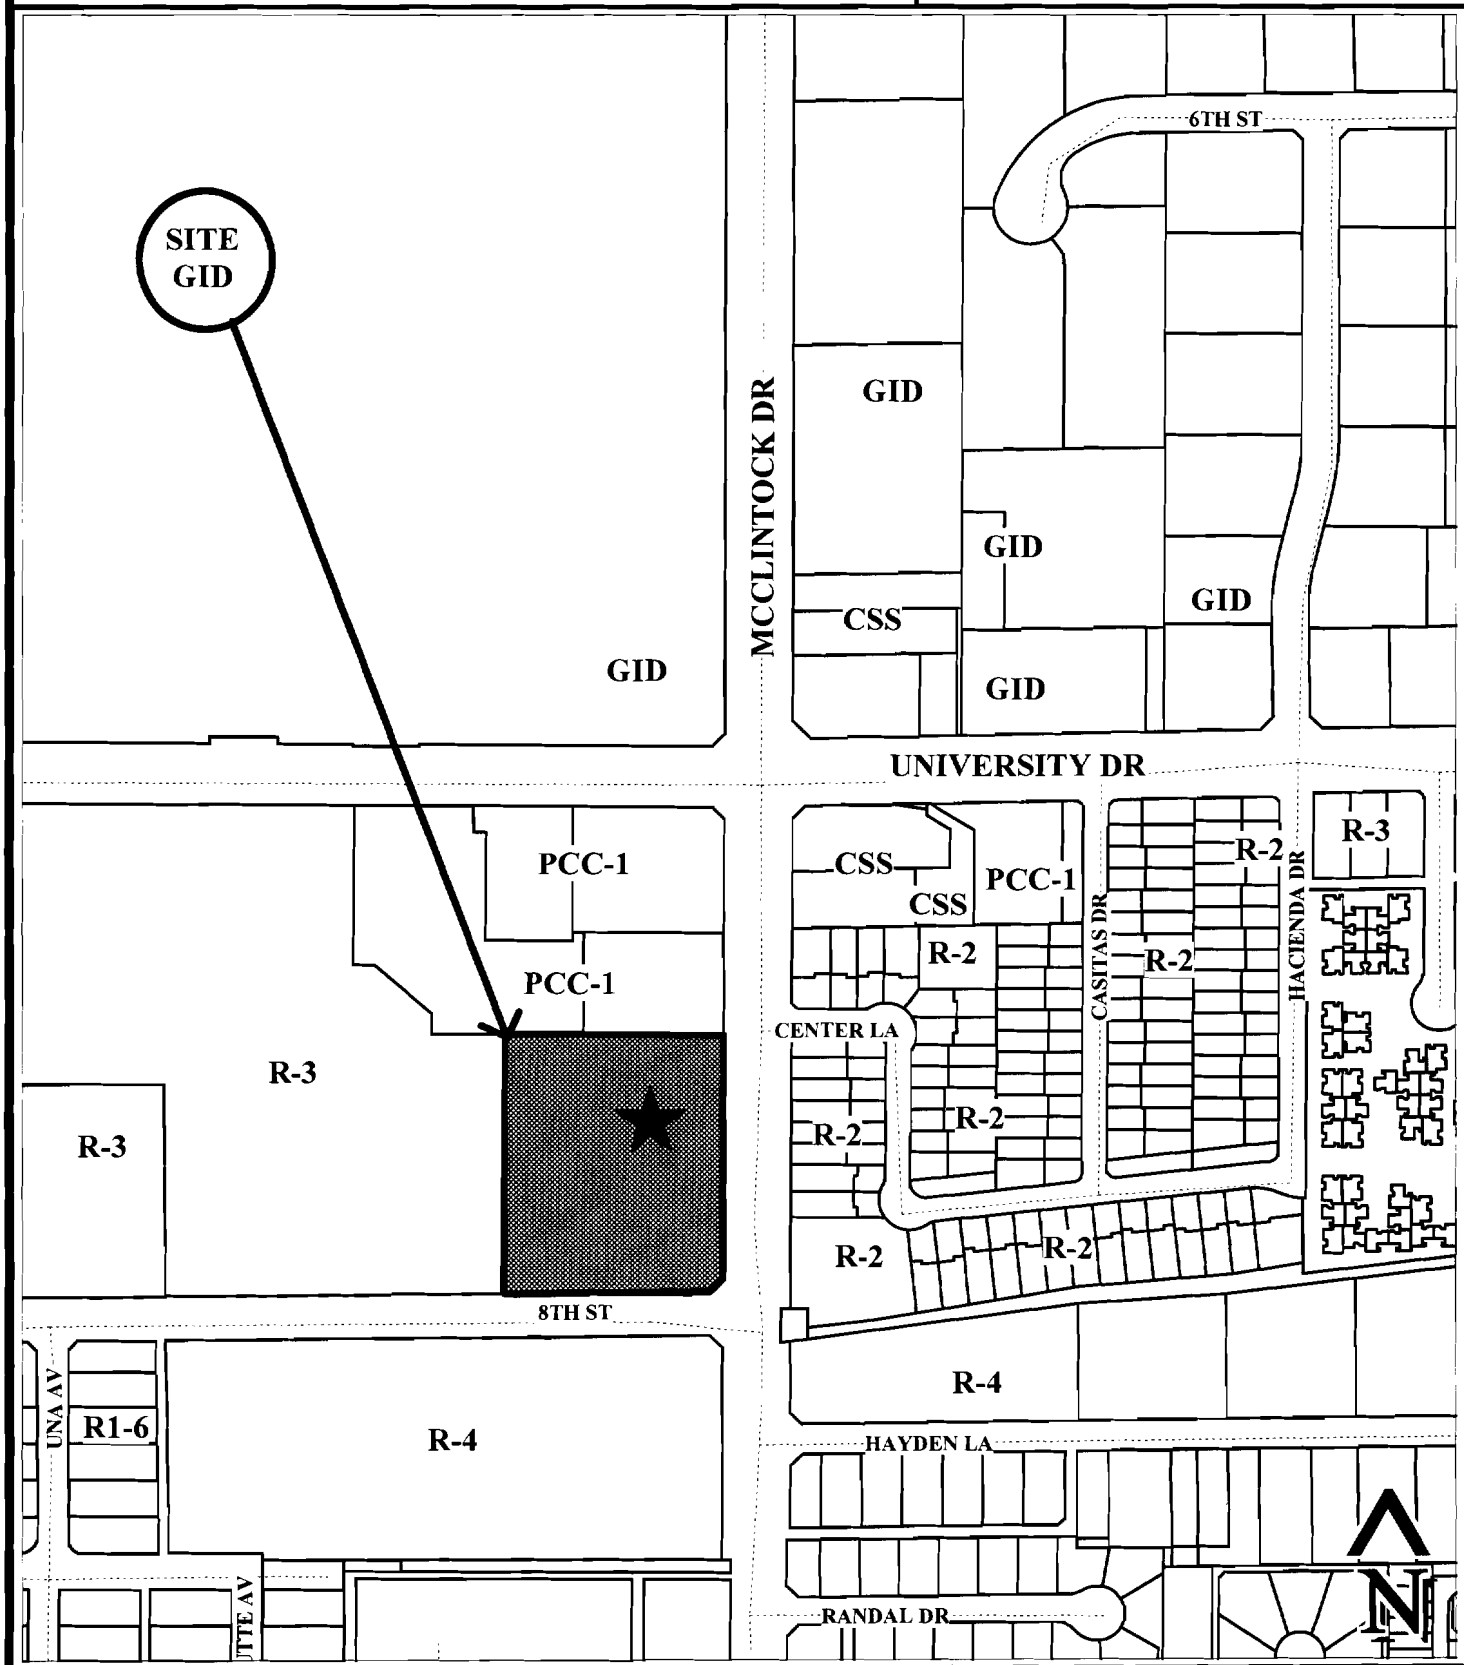 6TH ST
SITE
GID
GID
MCCLINTOCK DR
GID
GID
CSS
GID
GID
UNIVERSITY DR
R-3
PCC-1
CSS
R-2
PCC-1
CSS
CASITAS DR
HACIENDA DR
R-2
R-2
PCC-1
CENTER LA
R-3
R-2
R-2
R-3
R-2
R-2
8TH ST
R-4
UNA AV
R1-6
R-4
HAYDEN LA
N
UTTE AV
RANDAL DR